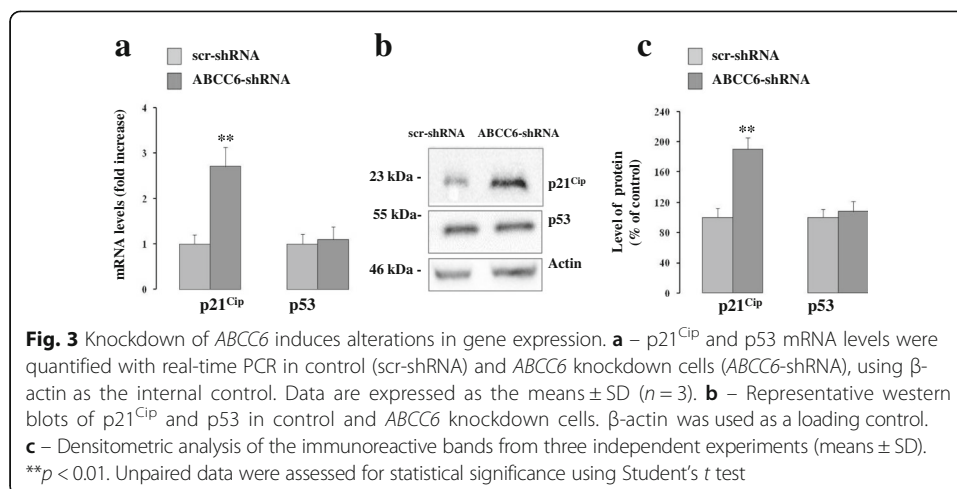 a
scr-shRNA
ABCC6-shRNA
mRNA levels (fold increase)
4
3
2
1
0
**
p21Cip
p53
b
scr-shRNA ABCC6-shRNA
23 kDa -
p21Cip
55 kDa-
p53
46 kDa -
Actin
c
scr-shRNA
ABCC6-shRNA
Level of protein
(% of control)
240
200
160
120
80
40
0
**
p21Cip
p53
Fig. 3 Knockdown of ABCC6 induces alterations in gene expression. a – p21Cip and p53 mRNA levels were
quantified with real-time PCR in control (scr-shRNA) and ABCC6 knockdown cells (ABCC6-shRNA), using β-
actin as the internal control. Data are expressed as the means ± SD (n = 3). b – Representative western
blots of p21Cip and p53 in control and ABCC6 knockdown cells. β-actin was used as a loading control.
c – Densitometric analysis of the immunoreactive bands from three independent experiments (means ± SD).
**p < 0.01. Unpaired data were assessed for statistical significance using Student's t test